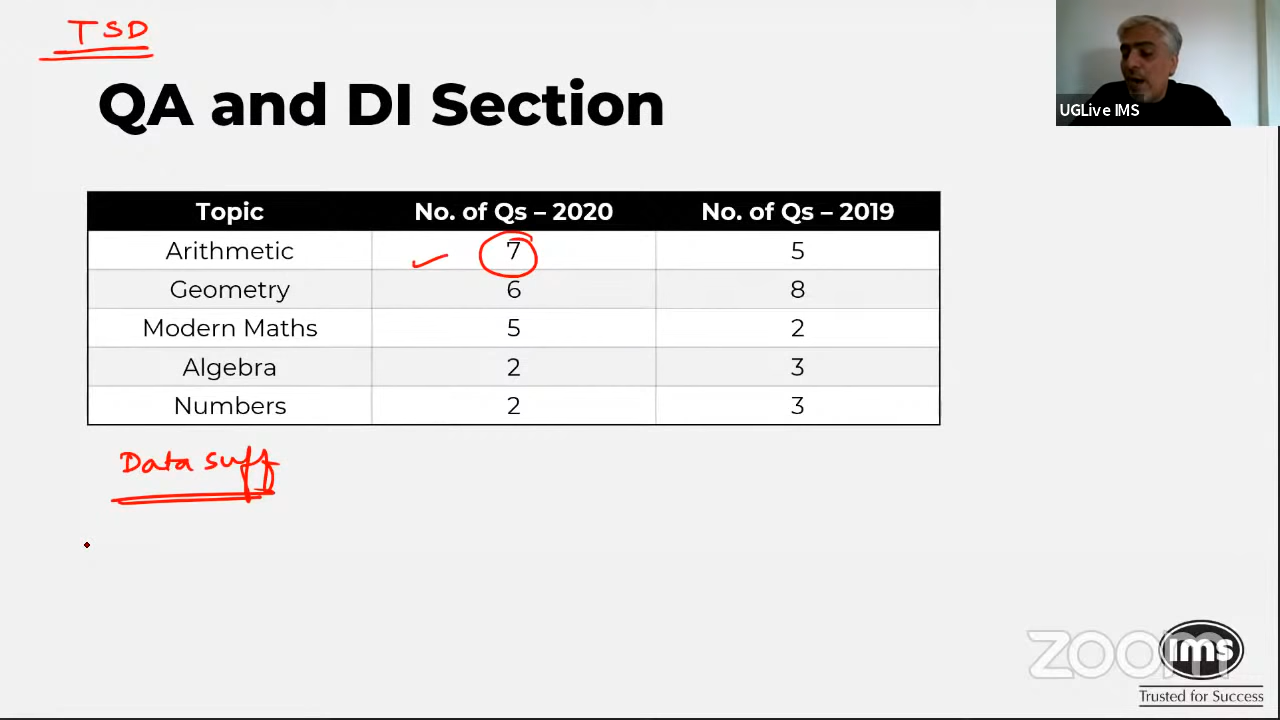 TSD
QA and DI Section
UGLive IMS
Topic No. of Qs – 2020 No. of Qs – 2019
Arithmetic 7 5
Geometry 6 8
Modern Maths 5 2
Algebra 2 3
Numbers 2 3
Data suff
zoom
ims
Trusted for Success